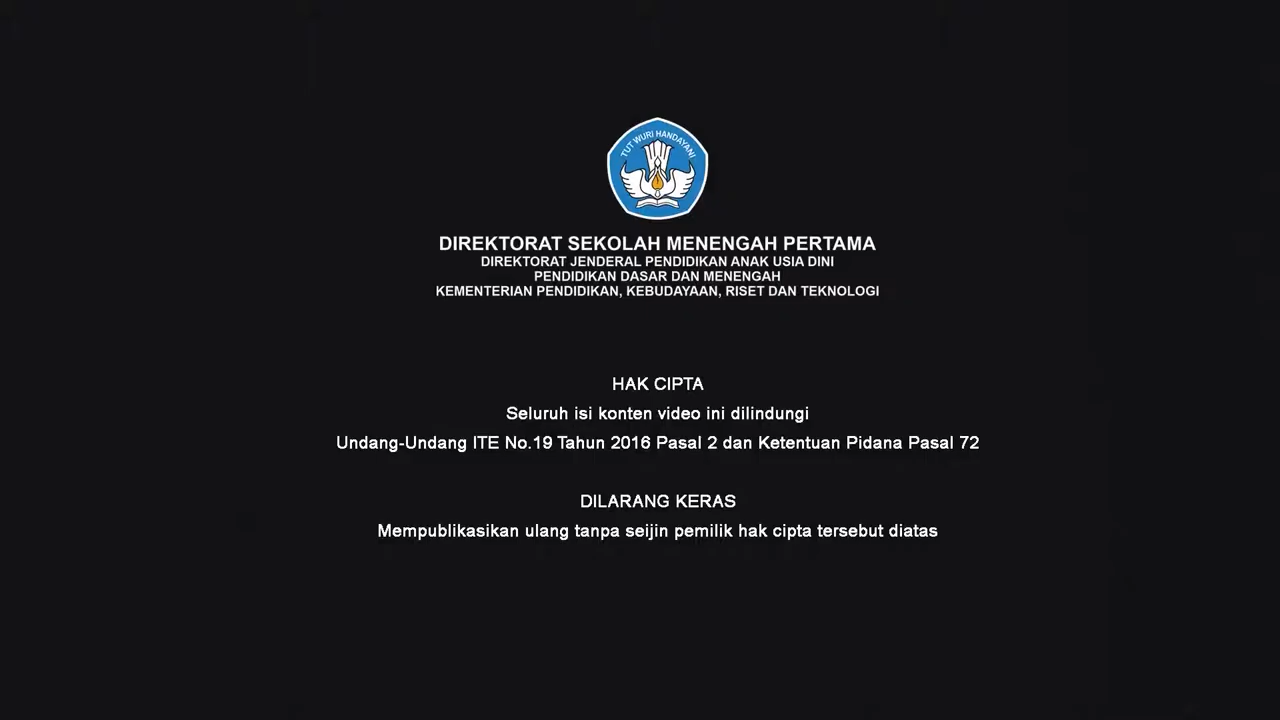 TUT WURI HANDAYANI
DIREKTORAT SEKOLAH MENENGAH PERTAMA
DIREKTORAT JENDERAL PENDIDIKAN ANAK USIA DINI
PENDIDIKAN DASAR DAN MENENGAH
KEMENTERIAN PENDIDIKAN, KEBUDAYAAN, RISET DAN TEKNOLOGI
HAK CIPTA
Seluruh isi konten video ini dilindungi
Undang-Undang ITE No.19 Tahun 2016 Pasal 2 dan Ketentuan Pidana Pasal 72
DILARANG KERAS
Mempublikasikan ulang tanpa seijin pemilik hak cipta tersebut diatas